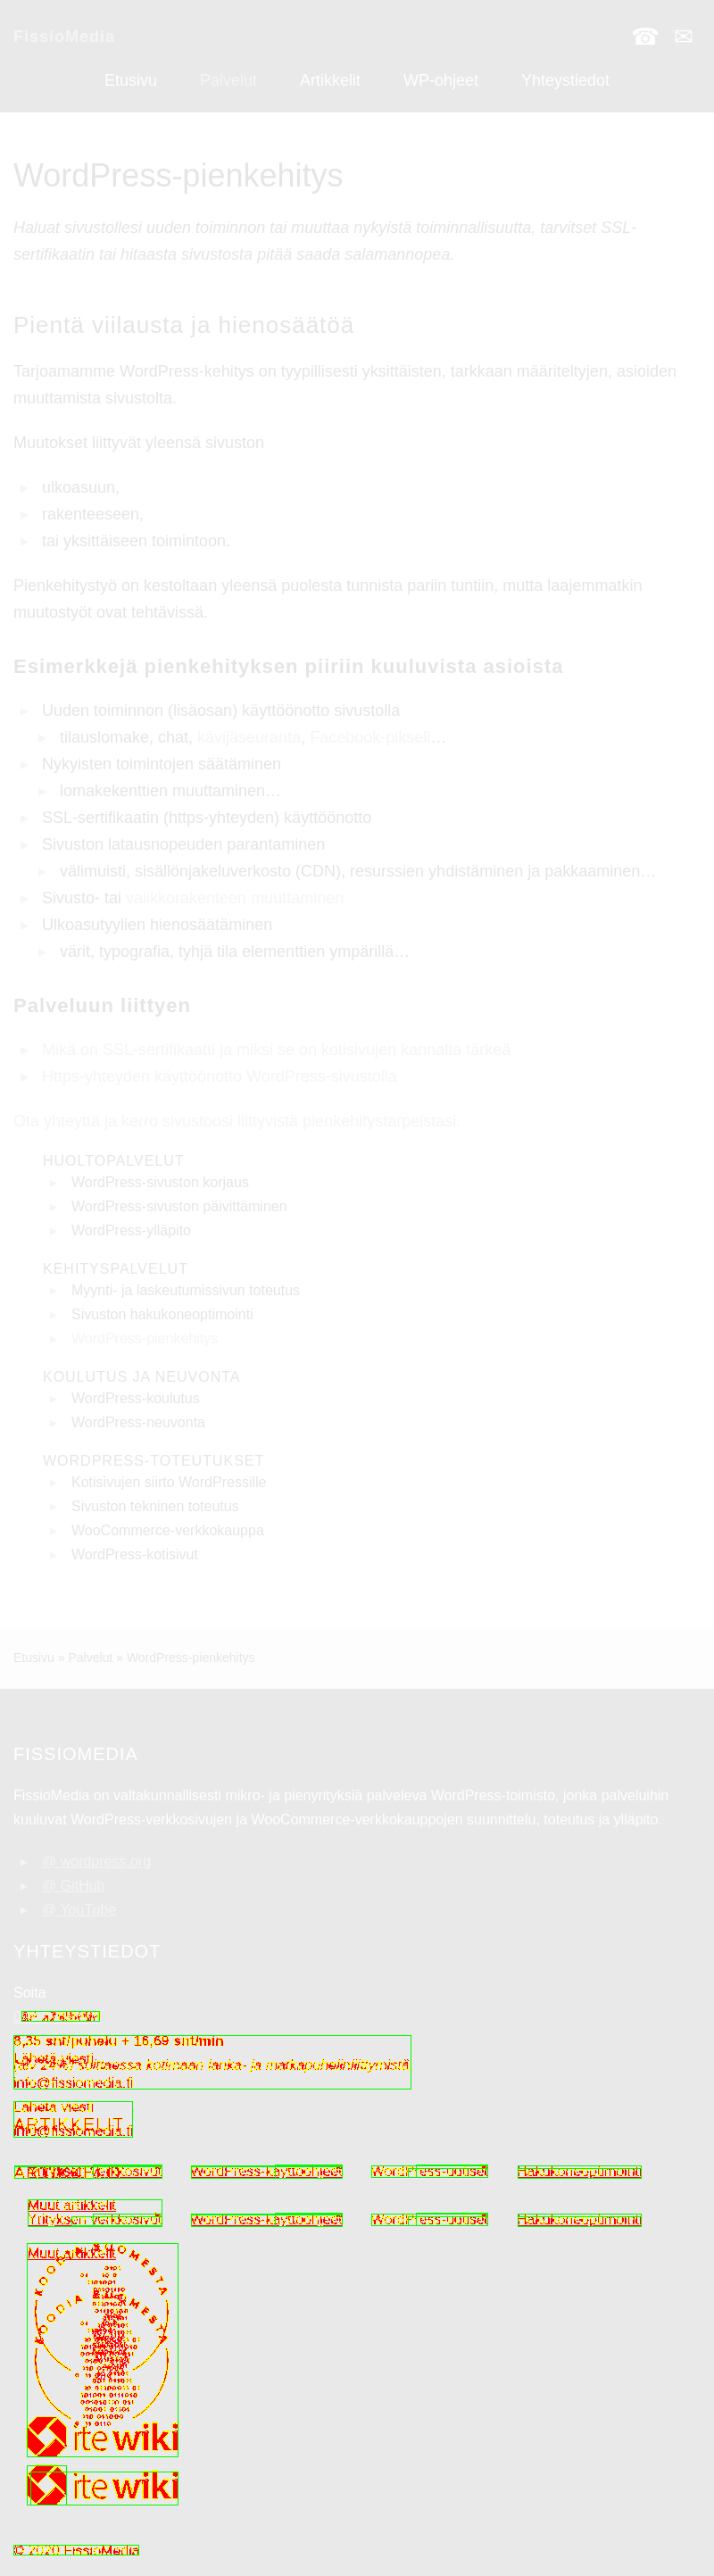 FissioMedia ☎ ✉
Etusivu Palvelut Artikkelit WP-ohjeet Yhteystiedot
WordPress-pienkehitys
Haluat sivustollesi uuden toiminnon tai muuttaa nykyistä toiminnallisuutta, tarvitset SSL-
sertifikaatin tai hitaasta sivustosta pitää saada salamannopea.
Pientä viilausta ja hienosäätöä
Tarjoamamme WordPress-kehitys on tyypillisesti yksittäisten, tarkkaan määriteltyjen, asioiden
muuttamista sivustolta.
Muutokset liittyvät yleensä sivuston
► ulkoasuun,
► rakenteeseen,
► tai yksittäiseen toimintoon.
Pienkehitystyö on kestoltaan yleensä puolesta tunnista pariin tuntiin, mutta laajemmatkin
muutostyöt ovat tehtävissä.
Esimerkkejä pienkehityksen piiriin kuuluvista asioista
► Uuden toiminnon (lisäosan) käyttöönotto sivustolla
► tilauslomake, chat, kävijäseuranta, Facebook-pikseli…
► Nykyisten toimintojen säätäminen
► lomakekenttien muuttaminen…
► SSL-sertifikaatin (https-yhteyden) käyttöönotto
► Sivuston latausnopeuden parantaminen
► välimuisti, sisällönjakeluverkosto (CDN), resurssien yhdistäminen ja pakkaaminen…
► Sivusto- tai valikkorakenteen muuttaminen
► Ulkoasutyylien hienosäätäminen
► värit, typografia, tyhjä tila elementtien ympärillä…
Palveluun liittyen
► Mikä on SSL-sertifikaatti ja miksi se on kotisivujen kannalta tärkeä
► Https-yhteyden käyttöönotto WordPress-sivustolla
Ota yhteyttä ja kerro sivustoosi liittyvistä pienkehitystarpeistasi.
HUOLTOPALVELUT
► WordPress-sivuston korjaus
► WordPress-sivuston päivittäminen
► WordPress-ylläpito
KEHITYSPALVELUT
► Myynti- ja laskeutumissivun toteutus
► Sivuston hakukoneoptimointi
► WordPress-pienkehitys
KOULUTUS JA NEUVONTA
► WordPress-koulutus
► WordPress-neuvonta
WORDPRESS-TOTEUTUKSET
► Kotisivujen siirto WordPressille
► Sivuston tekninen toteutus
► WooCommerce-verkkokauppa
► WordPress-kotisivut
Etusivu » Palvelut » WordPress-pienkehitys
FISSIOMEDIA
FissioMedia on valtakunnallisesti mikro- ja pienyrityksiä palveleva WordPress-toimisto, jonka palveluihin
kuuluvat WordPress-verkkosivujen ja WooCommerce-verkkokauppojen suunnittelu, toteutus ja ylläpito.
► @ wordpress.org
► @ GitHub
► @ YouTube
YHTEYSTIEDOT
Soita
8,35 snt/puhelu + 16,69 snt/min
Lähetä viesti
soitettaessa kotimaan lanka- ja matkapuhelinliittymistä
info@fissiomedia.fi
Lähetä viesti
ARTIKKELIT
info@fissiomedia.fi
ARTIKKELIT
Yrityksen verkkosivut WordPress-käyttöohjeet WordPress-uutiset Hakukoneoptimointi
Muut artikkelit
Yrityksen verkkosivut WordPress-käyttöohjeet WordPress-uutiset Hakukoneoptimointi
Muut artikkelit
KOODIA SUOMESTA
KOODIA SUOMESTA
itewiki
itewiki
© 2020 FissioMedia